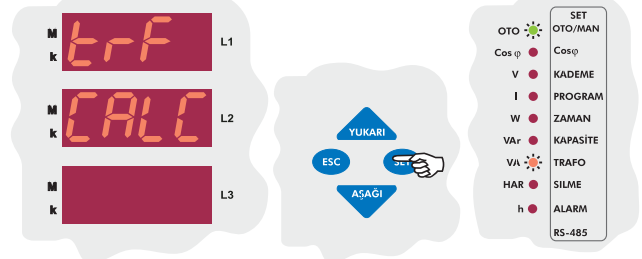 M
k
trF
L1
M
k
CALC
L2
M
k
L3
YUKARI
ESC
SET
AŞAĞI
SET
OTO OTO/MAN
Cos φ Cosφ
V KADEME
I PROGRAM
W ZAMAN
VAr KAPASİTE
VA TRAFO
HAR SILME
h ALARM
RS-485